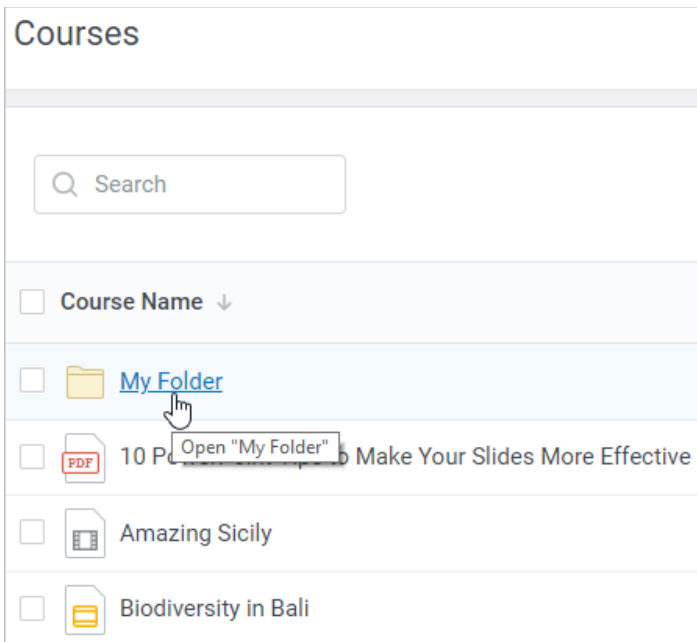 Courses
Search
Course Name
My Folder
Open "My Folder"
PDF
10 to Make Your Slides More Effective
Amazing Sicily
Biodiversity in Bali